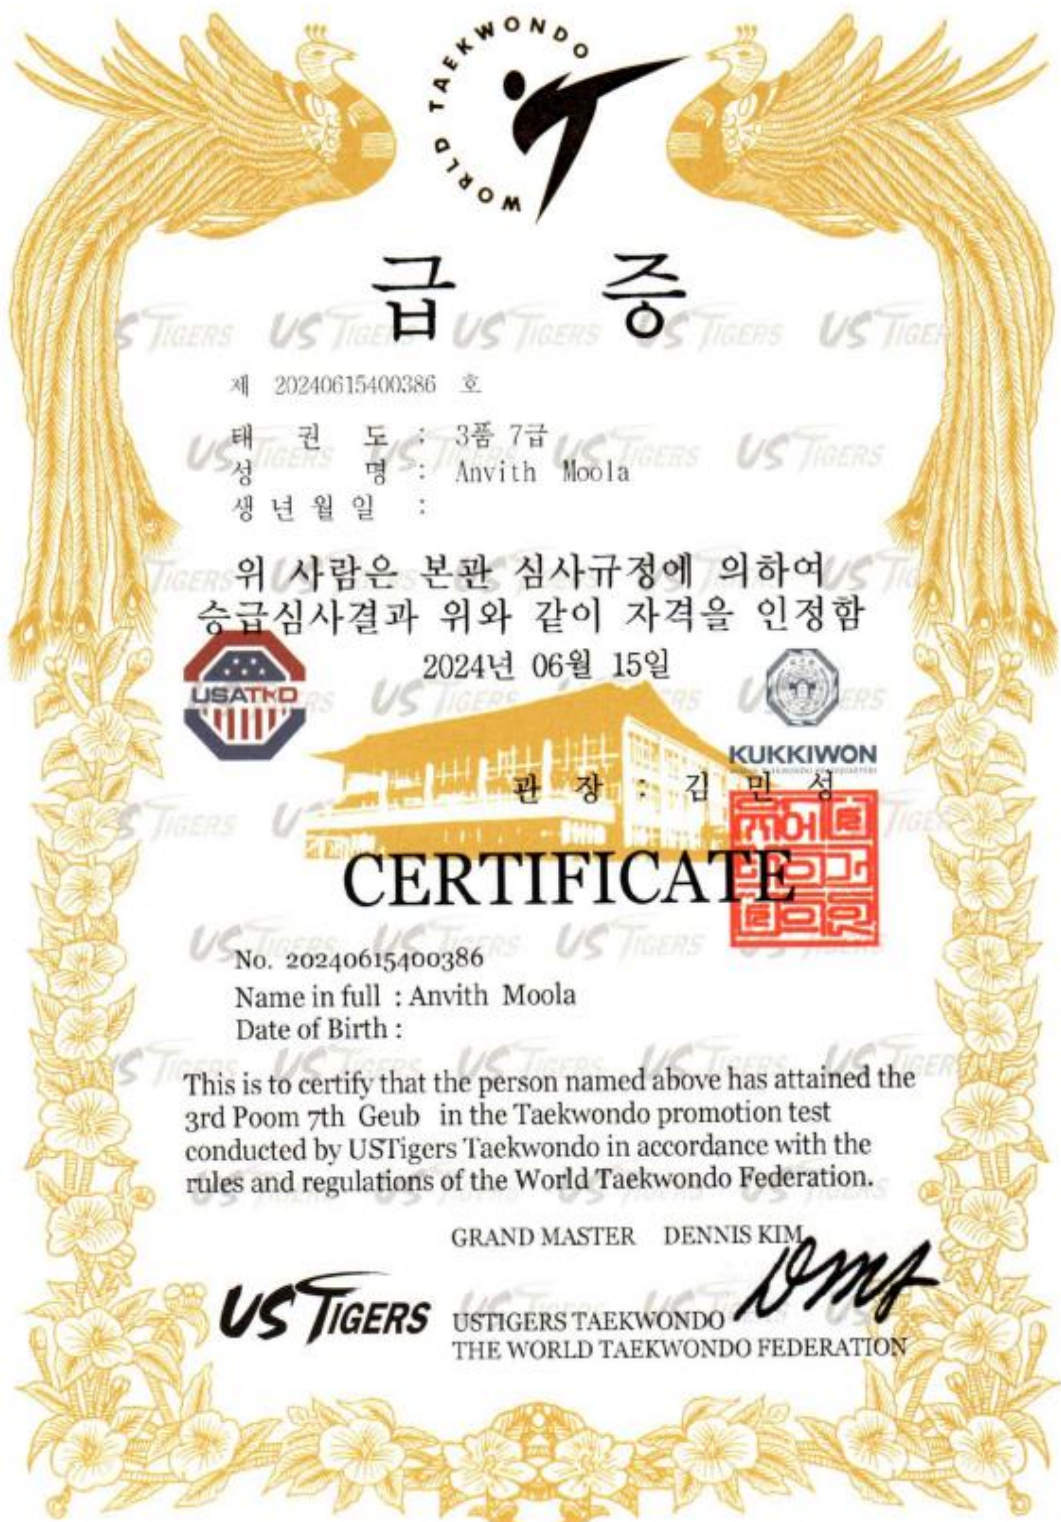 WORLD TAEKWONDO
급 증
제 20240615400386 호
태 권 도 : 3품 7급
성 명 : Anvith Moola
생 년 월 일 :
위 사람은 본관 심사규정에 의하여
승급심사결과 위와 같이 자격을 인정함
2024년 06월 15일
USATKD
KUKKIWON
관 장 : 김 민 성
CERTIFICATE
No. 20240615400386
Name in full : Anvith Moola
Date of Birth :
This is to certify that the person named above has attained the
3rd Poom 7th Geub in the Taekwondo promotion test
conducted by USTigers Taekwondo in accordance with the
rules and regulations of the World Taekwondo Federation.
GRAND MASTER DENNIS KIM
US TIGERS
USTIGERS TAEKWONDO
THE WORLD TAEKWONDO FEDERATION